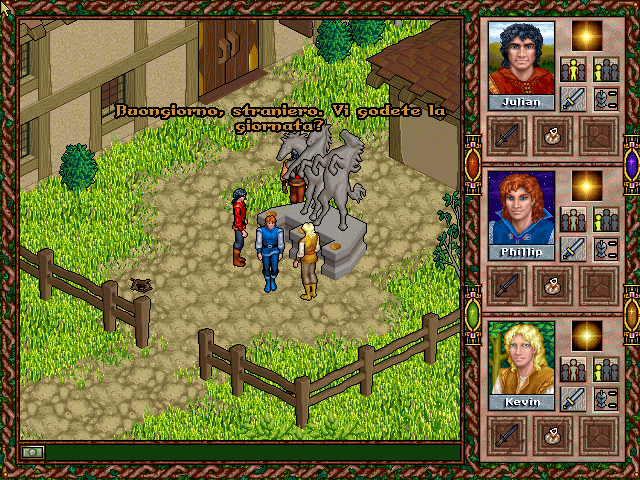 Buongiorno, straniero. Vi godete la
giornata?
Julian
Phillip
Kevin